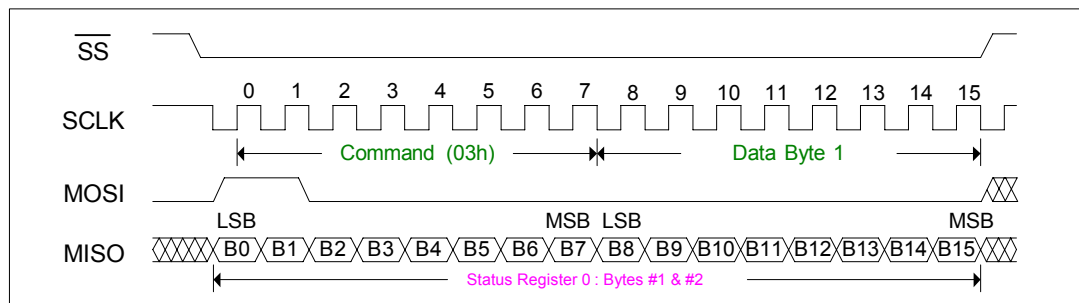 SS
0 1 2 3 4 5 6 7 8 9 10 11 12 13 14 15
SCLK
Command (03h) Data Byte 1
MOSI
LSB MSB LSB MSB
MISO B0 B1 B2 B3 B4 B5 B6 B7 B8 B9 B10 B11 B12 B13 B14 B15
Status Register 0 : Bytes #1 & #2